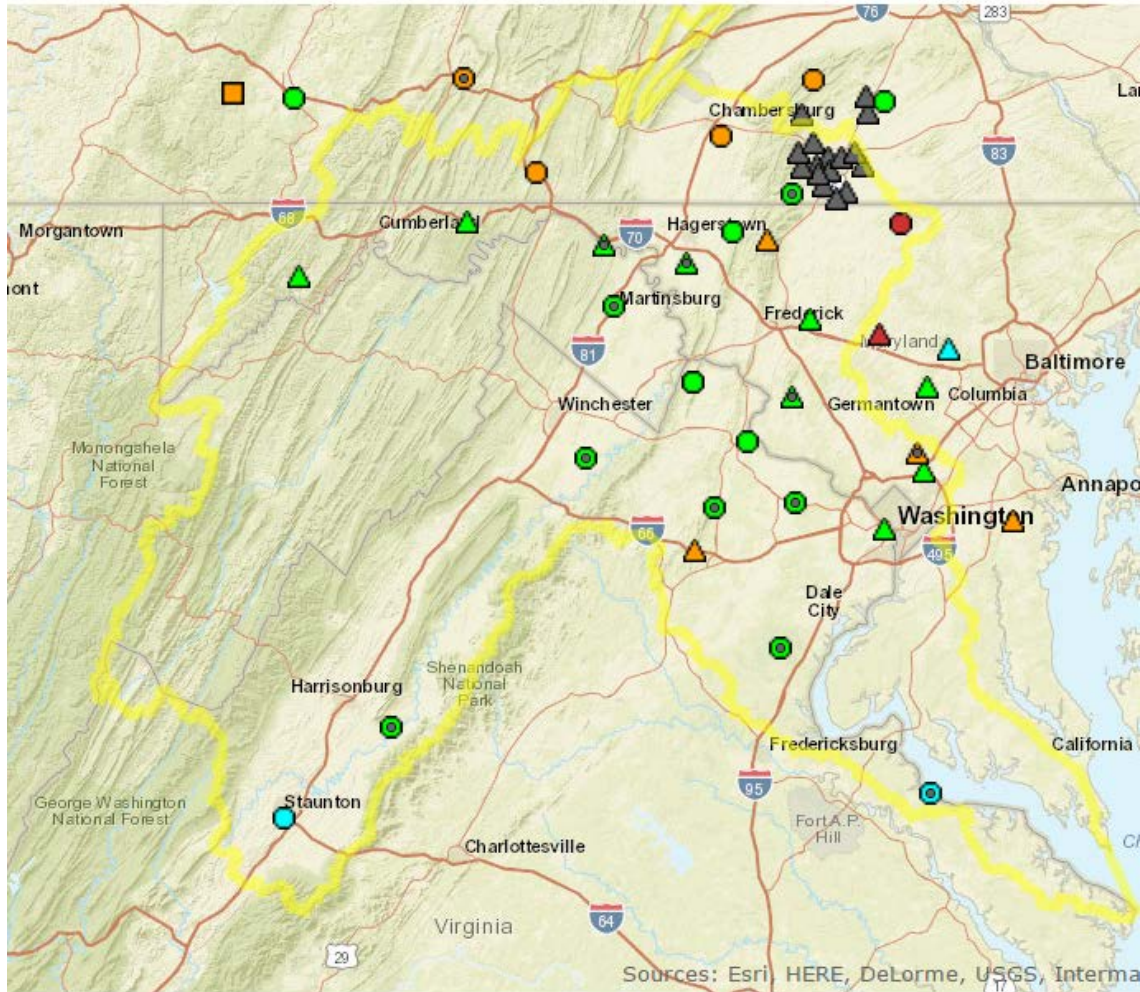 76
283
Chambersburg
83
68
Morgantown
Cumberland
70
Hagerstown
Martinsburg
Frederick
Maryland
81
Baltimore
Winchester
Germantown
Columbia
Monongahela
National
Forest
Annapo
Washington
66
495
Dale
City
Shenandoah
National
Park
Harrisonburg
Fredericksburg
California
George Washington
National Forest
Staunton
95
Fort A.P.
Hill
Charlottesville
Virginia
64
29
Sources: Esri, HERE, DeLorme, USGS, Interma
17